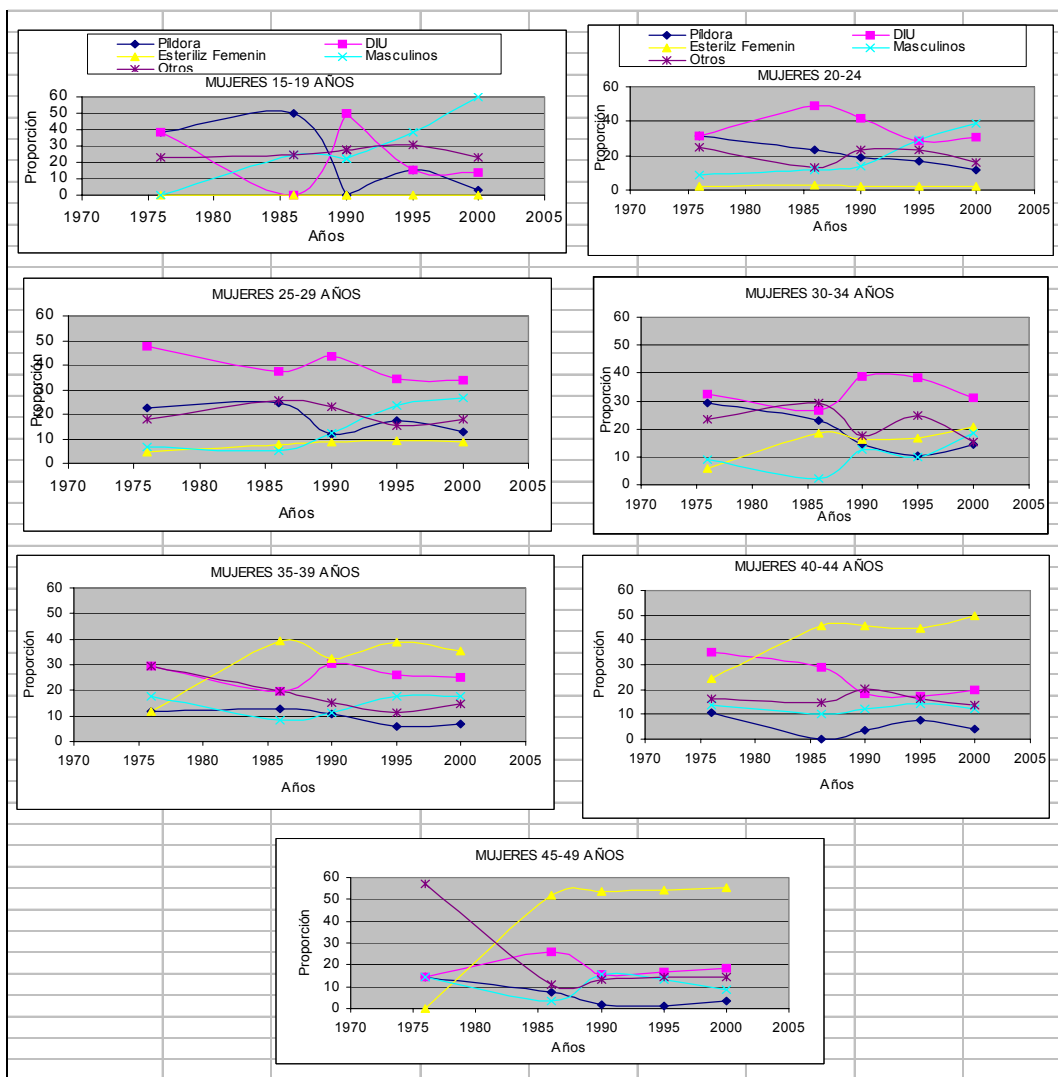 Píldora DIU
Esteriliz Femenin Masculinos
Otros
MUJERES 15-19 AÑOS
Proporción
60
50
40
30
20
10
0
1970 1975 1980 1985 1990 1995 2000 2005
Años
Píldora DIU
Esteriliz Femenin Masculinos
Otros
MUJERES 20-24
Proporción
60
40
20
0
1970 1975 1980 1985 1990 1995 2000 2005
Años
MUJERES 25-29 AÑOS
Proporción
60
50
40
30
20
10
0
1970 1975 1980 1985 1990 1995 2000 2005
Años
MUJERES 30-34 AÑOS
Proporción
60
50
40
30
20
10
0
1970 1975 1980 1985 1990 1995 2000 2005
Años
MUJERES 35-39 AÑOS
Proporción
60
50
40
30
20
10
0
1970 1975 1980 1985 1990 1995 2000 2005
Años
MUJERES 40-44 AÑOS
Proporción
60
50
40
30
20
10
0
1970 1975 1980 1985 1990 1995 2000 2005
Años
MUJERES 45-49 AÑOS
Proporción
60
50
40
30
20
10
0
1970 1975 1980 1985 1990 1995 2000 2005
Años